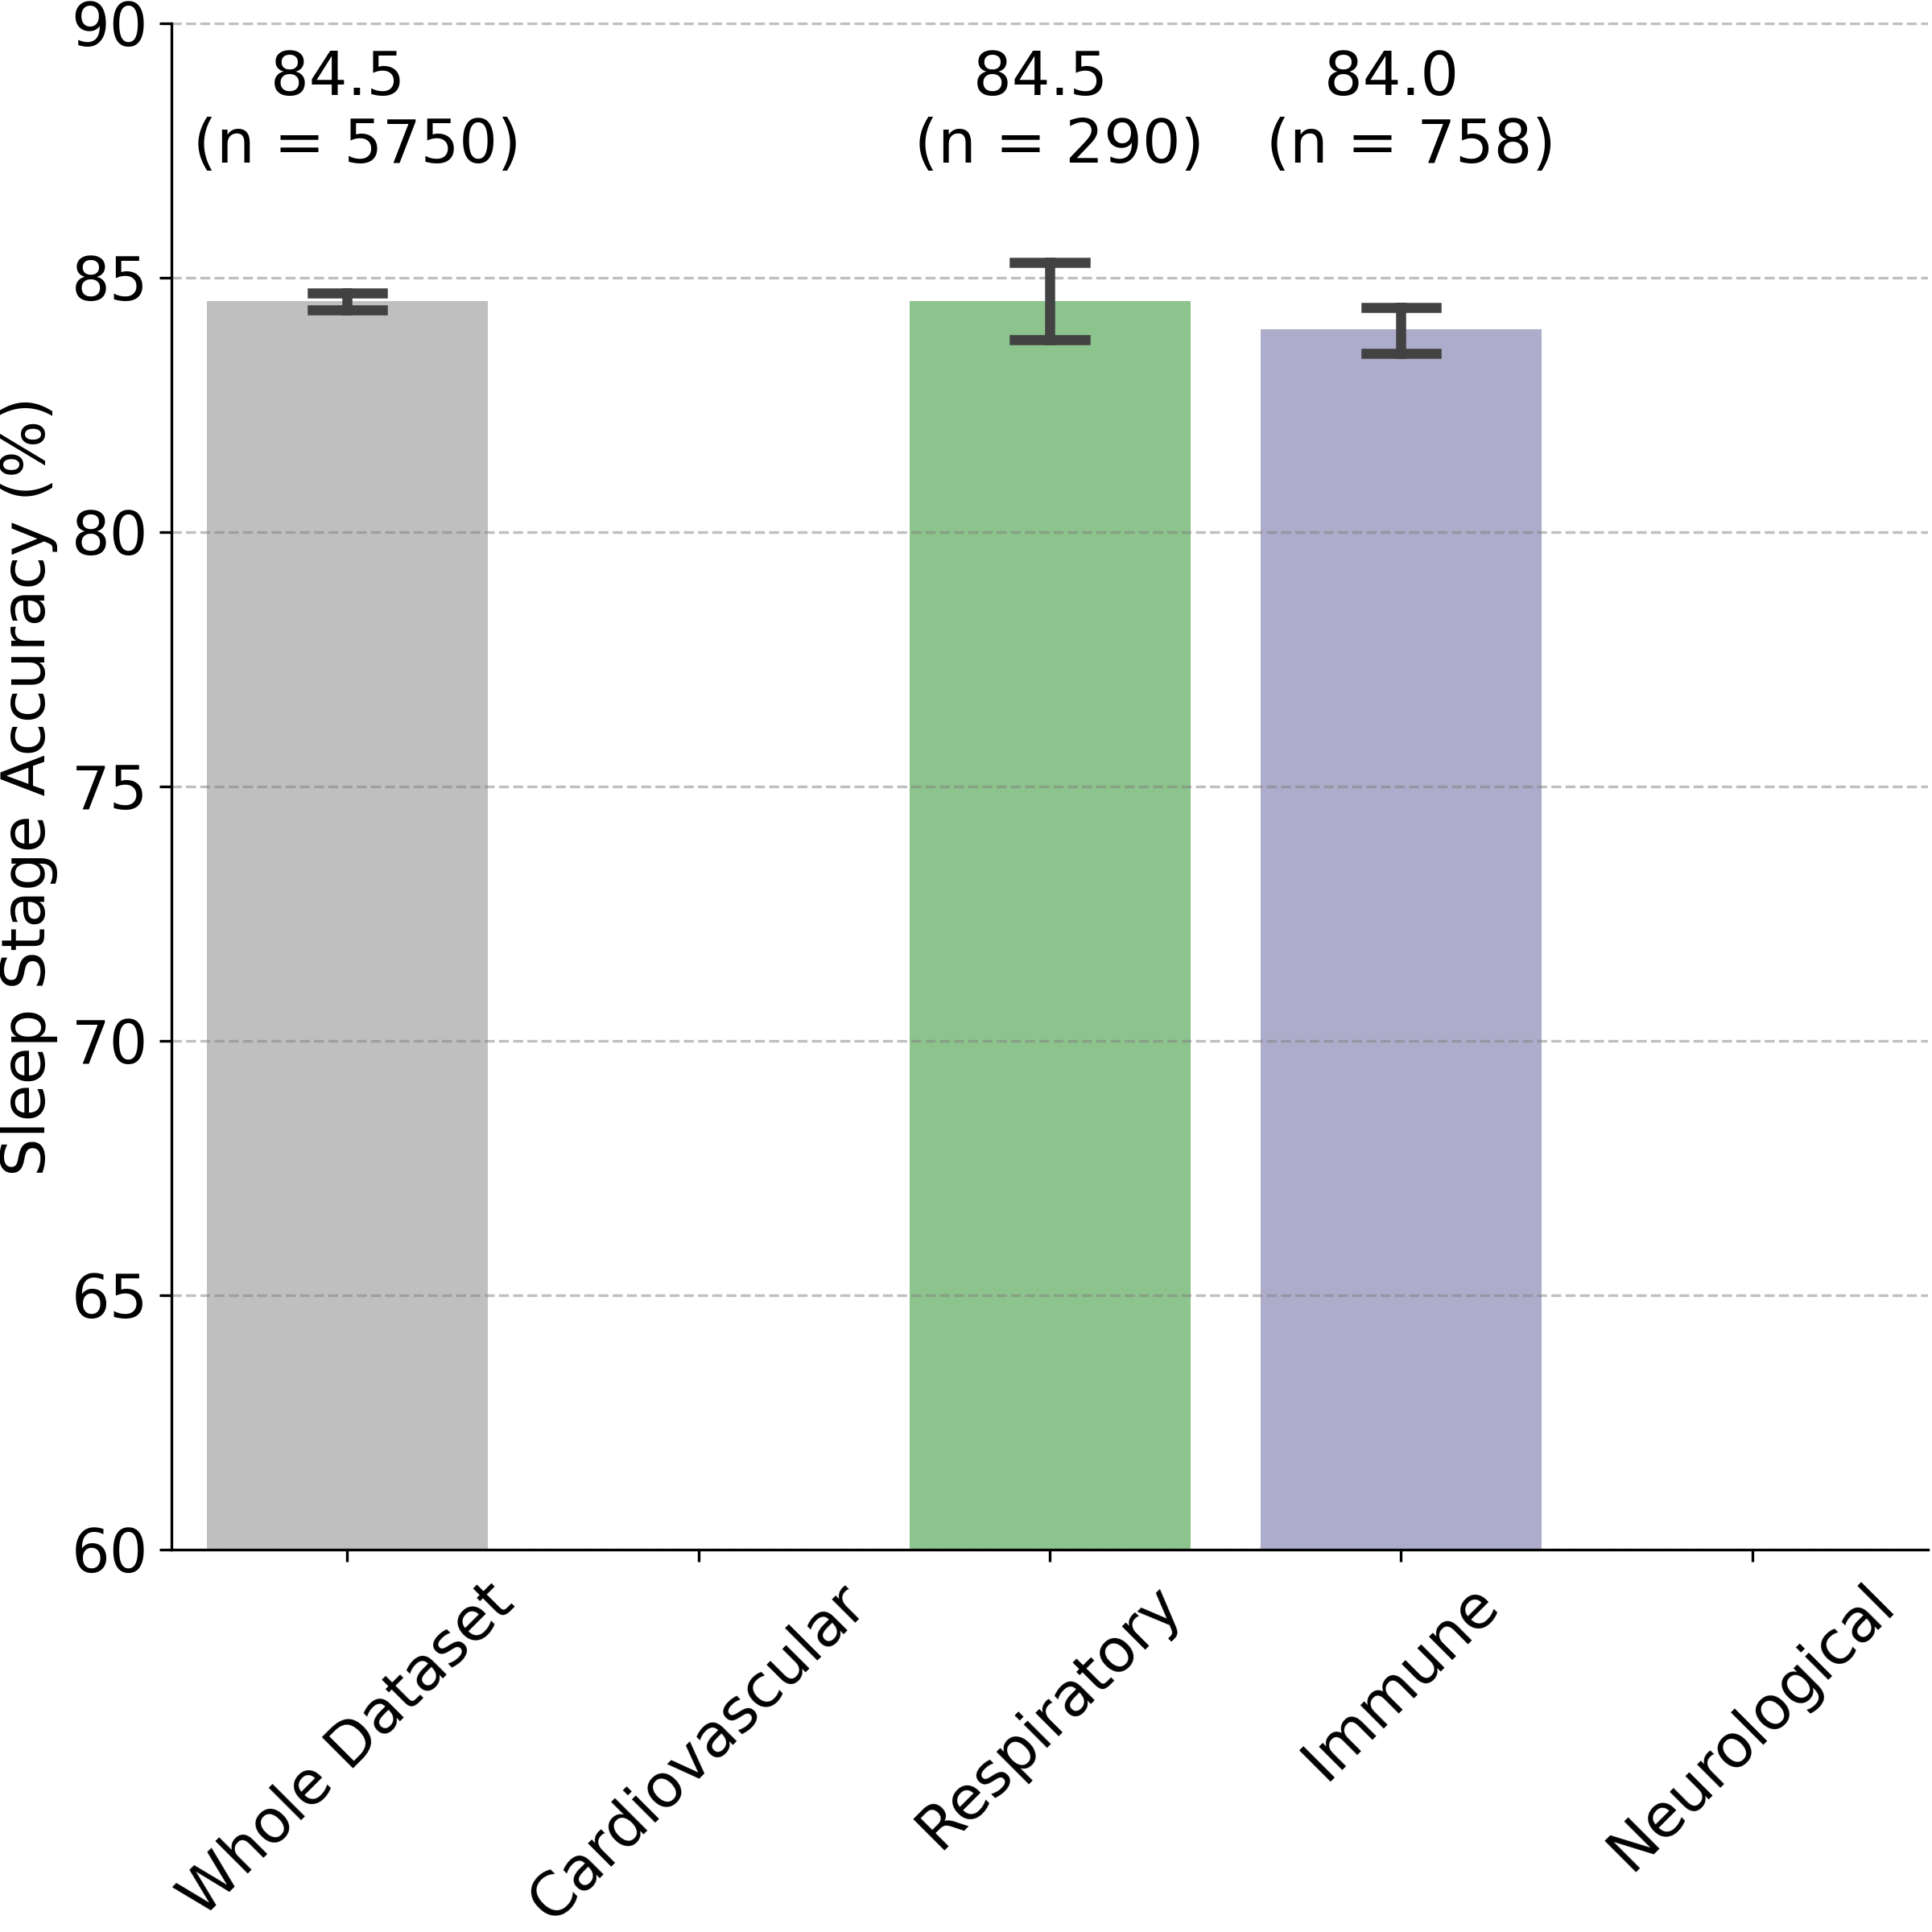 84.5
(n = 5750)
84.5
(n = 290)
84.0
(n = 758)
Sleep Stage Accuracy (%)
90
85
80
75
70
65
60
Whole Dataset
Cardiovascular
Respiratory
Immune
Neurological